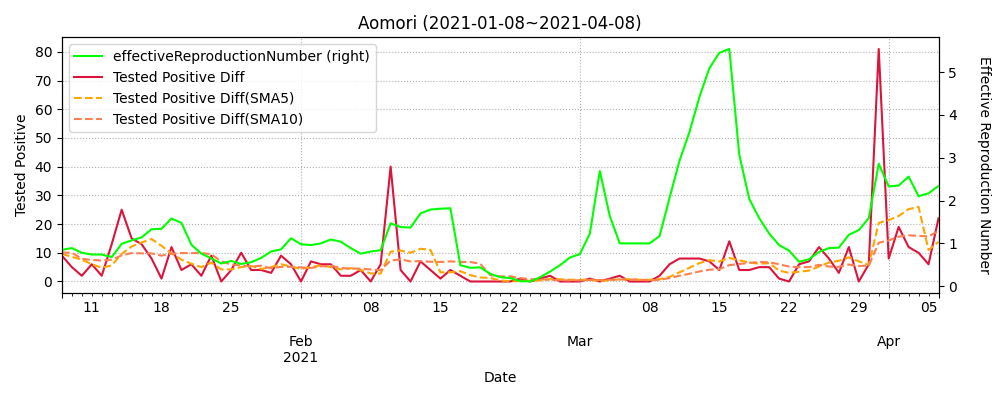 Aomori (2021-01-08~2021-04-08)
effectiveReproductionNumber (right)
Tested Positive Diff
Tested Positive Diff(SMA5)
Tested Positive Diff(SMA10)
Tested Positive
80
70
60
50
40
30
20
10
0
5
4
3
2
1
0
Effective Reproduction Number
11 18 25 08 15 22 08 15 22 29 05
Feb Mar Apr
2021
Date